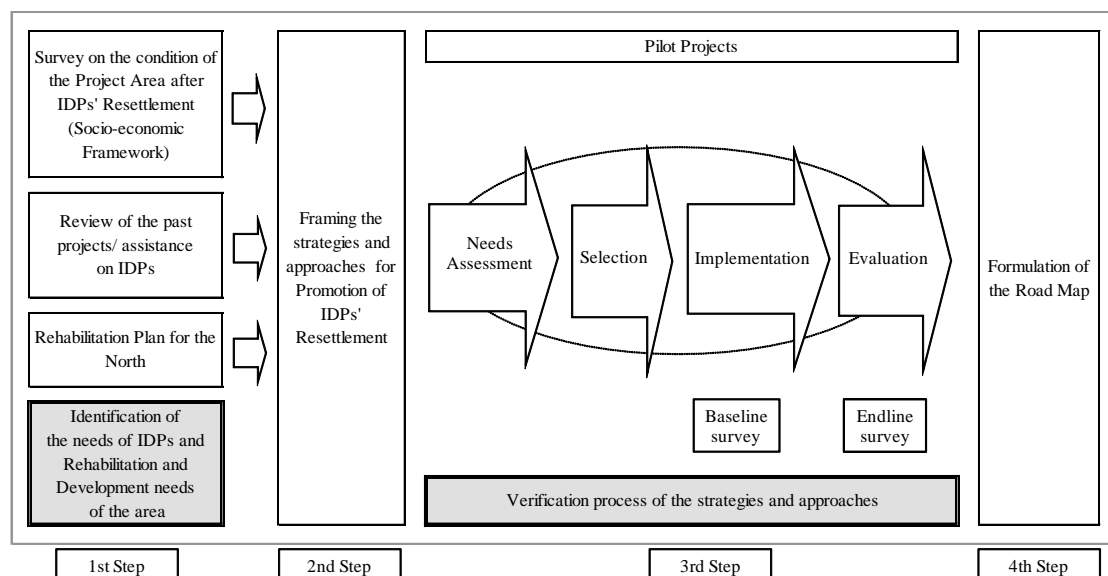 Survey on the condition of
the Project Area after
IDPs' Resettlement
(Socio-economic
Framework)
Review of the past
projects/ assistance
on IDPs
Rehabilitation Plan for the
North
Identification of
the needs of IDPs and
Rehabilitation and
Development needs
of the area
1st Step
Framing the
strategies and
approaches for
Promotion of
IDPs'
Resettlement
2nd Step
Pilot Projects
Needs
Assessment
Selection
Implementation
Evaluation
Baseline
survey
Endline
survey
Verification process of the strategies and approaches
3rd Step
Formulation of
the Road Map
4th Step